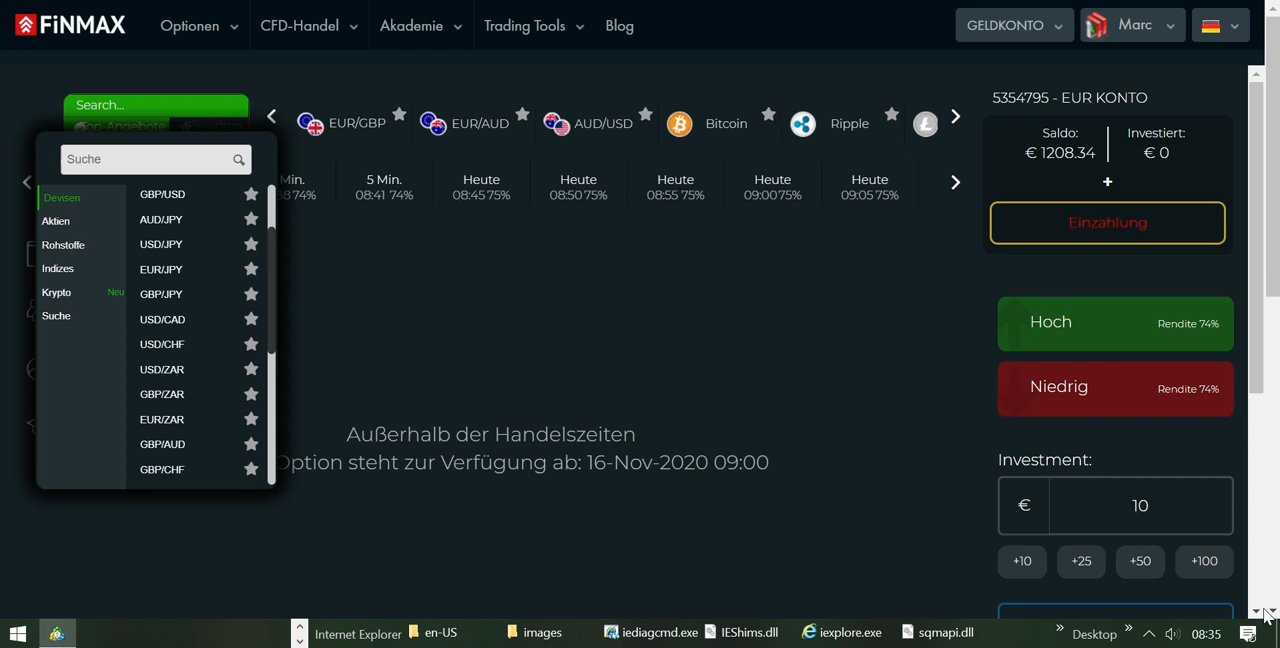 FiNMAX
Optionen
CFD-Handel
Akademie
Trading Tools
Blog
GELDKONTO
Marc
Search...
op-Angebote
EUR/GBP
EUR/AUD
AUD/USD
Bitcoin
Ripple
Min.
5 Min.
Heute
Heute
Heute
Heute
Heute
38 74%
08:41 74%
08:45 75%
08:50 75%
08:55 75%
09:00 75%
09:05 75%
Suche
Devisen
Aktien
Rohstoffe
Indizes
Krypto Neu
Suche
GBP/USD
AUD/JPY
USD/JPY
EUR/JPY
GBP/JPY
USD/CAD
USD/CHF
USD/ZAR
GBP/ZAR
EUR/ZAR
GBP/AUD
GBP/CHF
Außerhalb der Handelszeiten
Option steht zur Verfügung ab: 16-Nov-2020 09:00
5354795 - EUR KONTO
Saldo:
€ 1208.34
Investiert:
€ 0
+
Einzahlung
Hoch Rendite 74%
Niedrig Rendite 74%
Investment:
€ 10
+10 +25 +50 +100
Internet Explorer
en-US
images
iediagcmd.exe
IEShims.dll
iexplore.exe
sqmapi.dll
Desktop
08:35